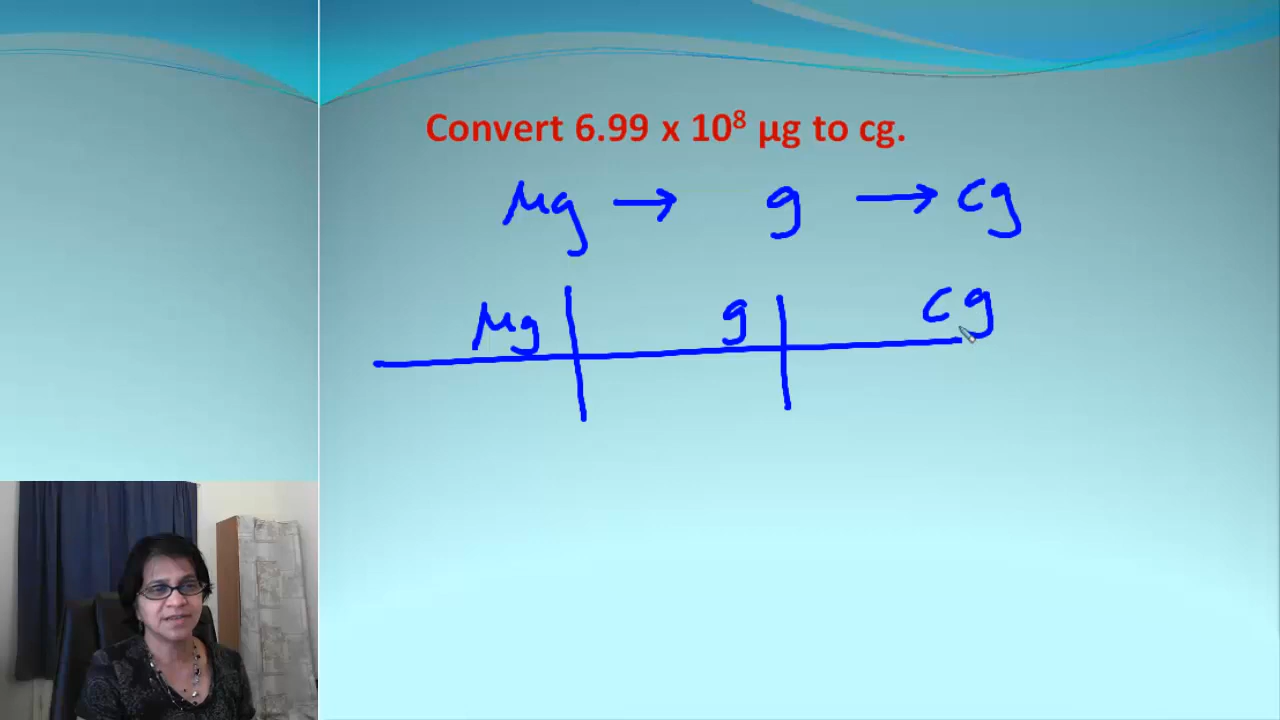 Convert 6.99 x 10⁸ µg to cg.
µg → g → cg
µg g cg